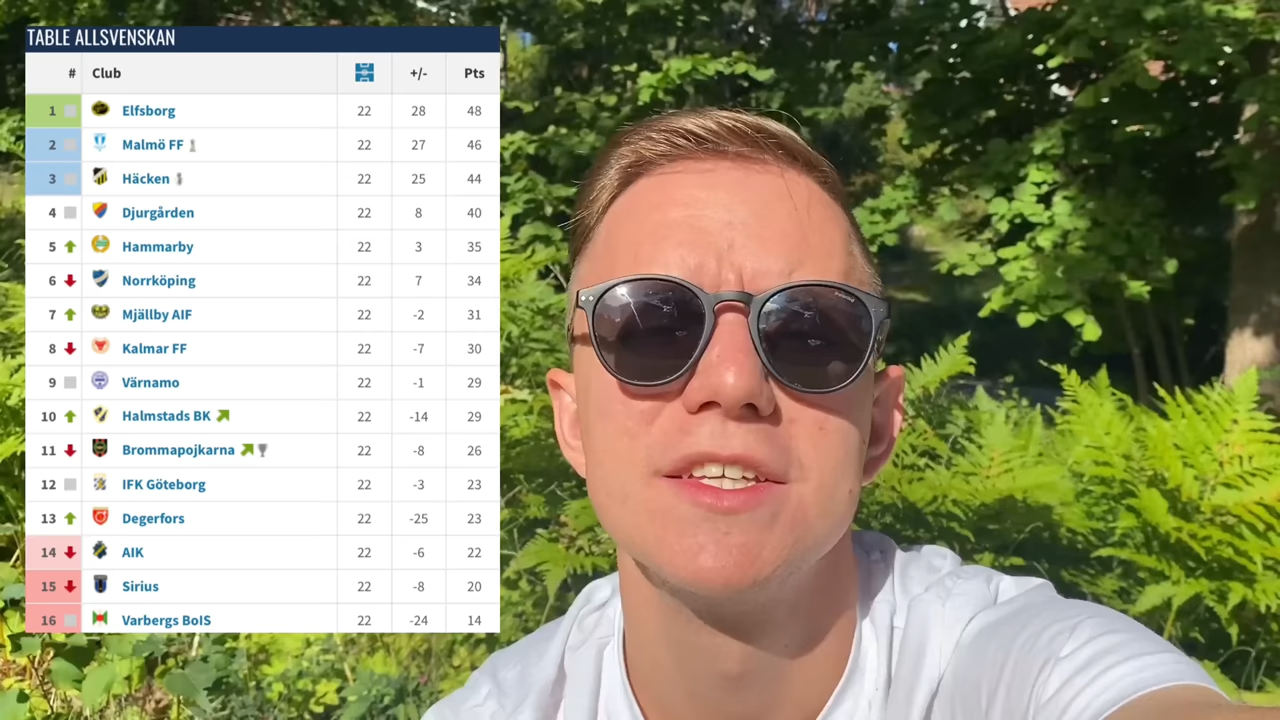 TABLE ALLSVENSKAN
# Club +/- Pts
1 Elfsborg 22 28 48
2 Malmö FF 22 27 46
3 Häcken 22 25 44
4 Djurgården 22 8 40
5 Hammarby 22 3 35
6 Norrköping 22 7 34
7 Mjällby AIF 22 -2 31
8 Kalmar FF 22 -7 30
9 Värnamo 22 -1 29
10 Halmstads BK 22 -14 29
11 Brommapojkarna 22 -8 26
12 IFK Göteborg 22 -3 23
13 Degerfors 22 -25 23
14 AIK 22 -6 22
15 Sirius 22 -8 20
16 Varbergs BoIS 22 -24 14